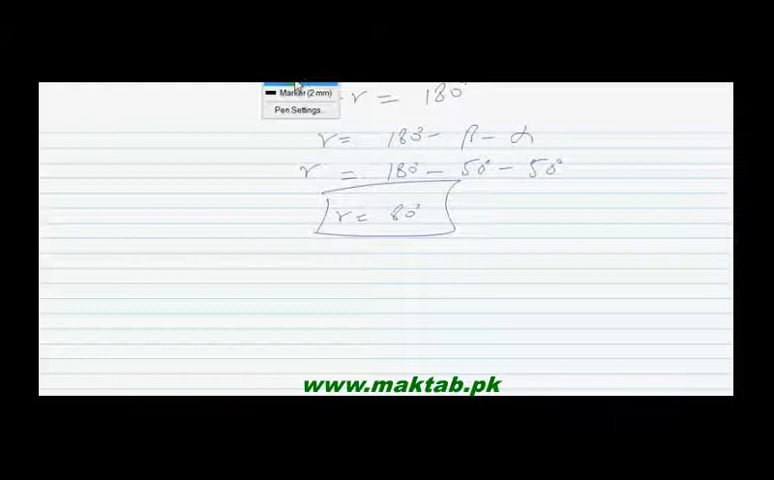 Marker (2 mm)
Pen Settings...
γ = 180°
γ = 180° - β - α
γ = 180° - 50° - 50°
γ = 80°
www.maktab.pk